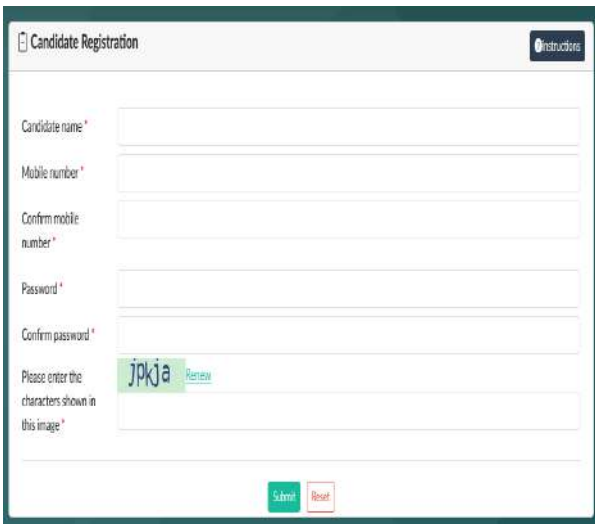 Candidate Registration
Instructions
Candidate name *
Mobile number *
Confirm mobile
number *
Password *
Confirm password *
jpkja Renew
Please enter the
characters shown in
this image *
Submit Reset